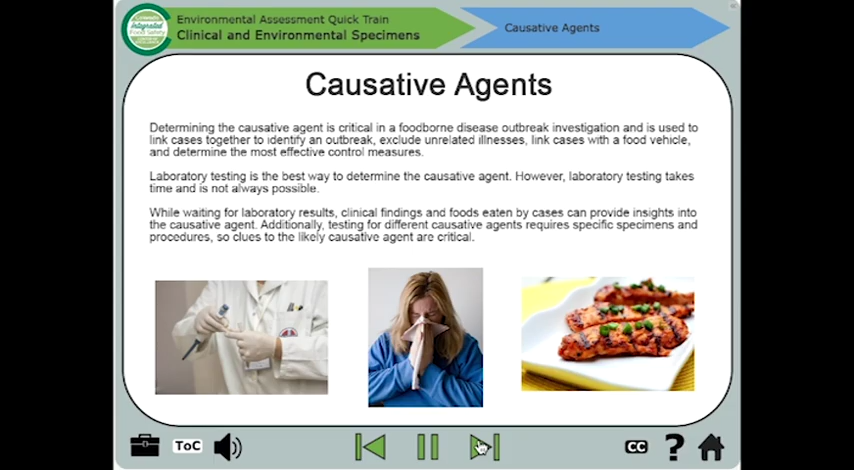 Colorado
Integrated
Food Safety
Environmental Assessment Quick Train
Clinical and Environmental Specimens
Causative Agents
Causative Agents
Determining the causative agent is critical in a foodborne disease outbreak investigation and is used to
link cases together to identify an outbreak, exclude unrelated illnesses, link cases with a food vehicle,
and determine the most effective control measures.
Laboratory testing is the best way to determine the causative agent. However, laboratory testing takes
time and is not always possible.
While waiting for laboratory results, clinical findings and foods eaten by cases can provide insights into
the causative agent. Additionally, testing for different causative agents requires specific specimens and
procedures, so clues to the likely causative agent are critical.
ToC
CC
?